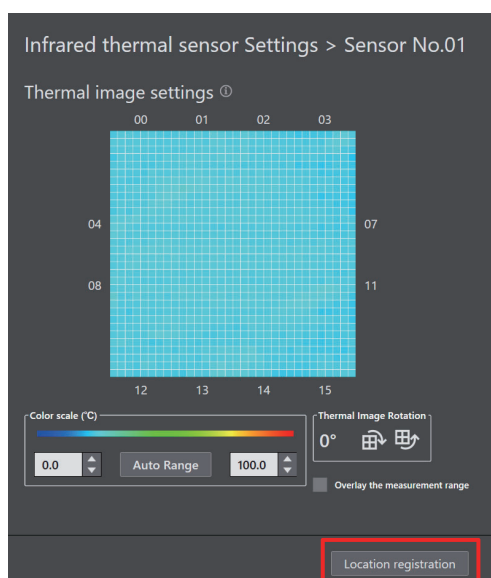 Infrared thermal sensor Settings > Sensor No.01
Thermal image settings ⓘ
00 01 02 03
04 07
08 11
12 13 14 15
Color scale (℃) Thermal Image Rotation
0°
0.0 Auto Range 100.0
Overlay the measurement range
Location registration